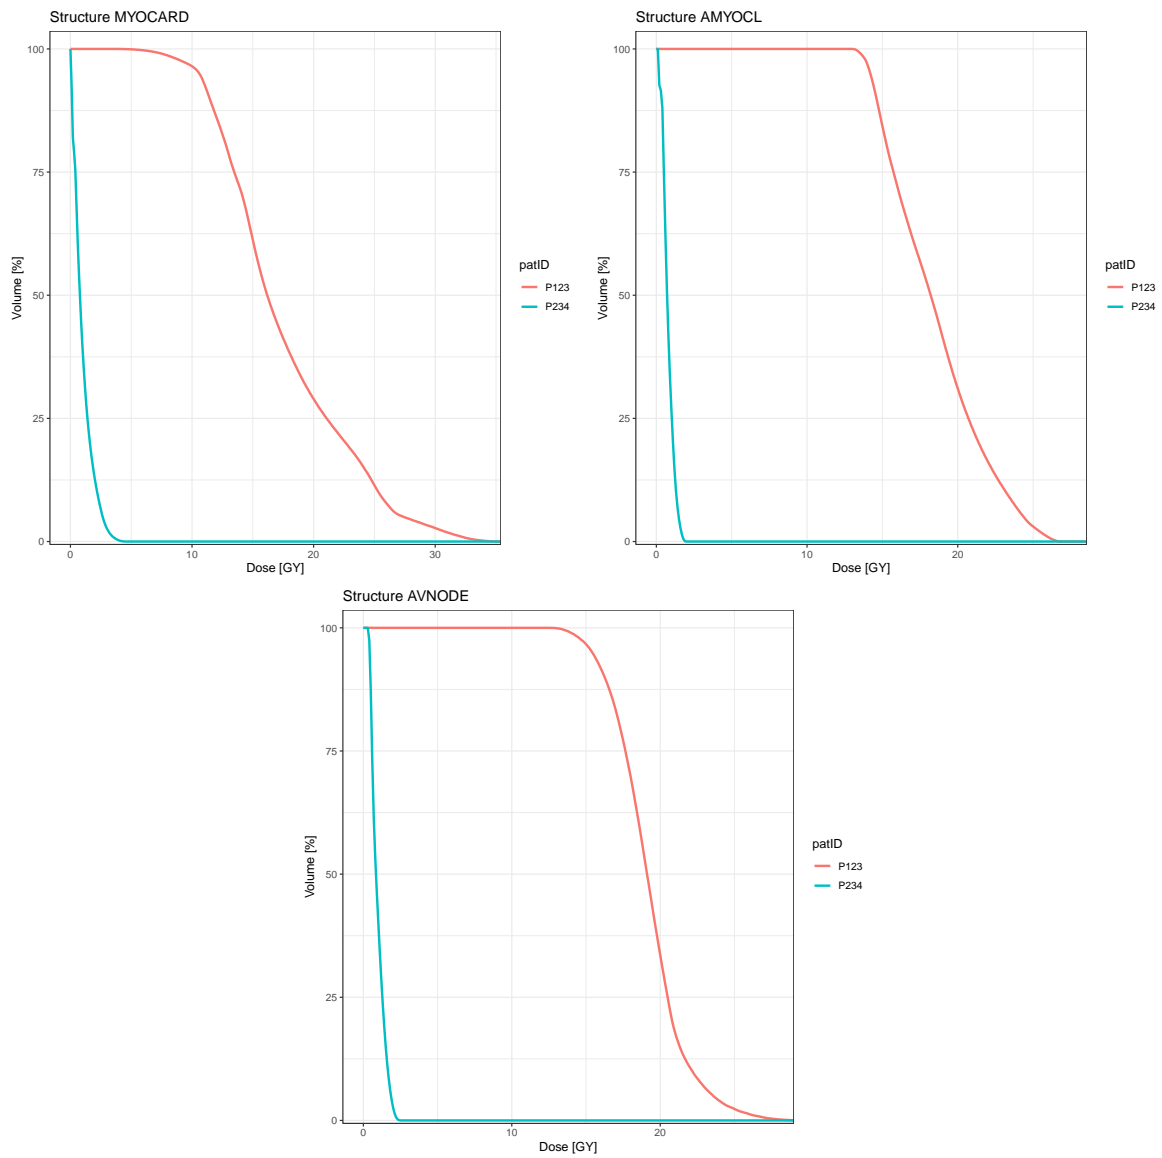 Structure MYOCARD
100
75
50
25
0
Volume [%]
0 10 20 30
Dose [GY]
patID
P123
P234
Structure AMYOCL
100
75
50
25
0
Volume [%]
0 10 20
Dose [GY]
patID
P123
P234
Structure AVNODE
100
75
50
25
0
Volume [%]
0 10 20
Dose [GY]
patID
P123
P234